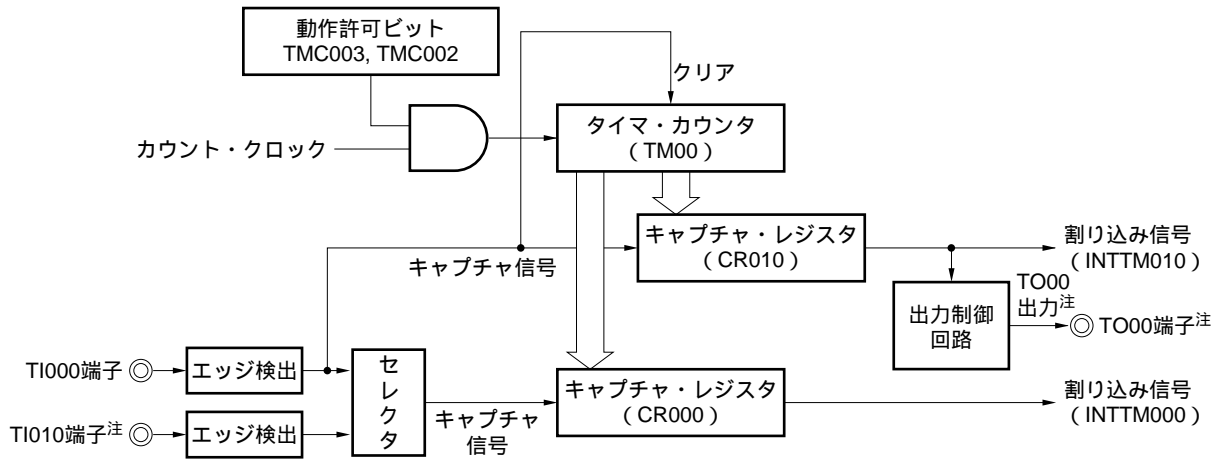 動作許可ビット
TMC003, TMC002
クリア
カウント・クロック
タイマ・カウンタ
（TM00）
キャプチャ信号
キャプチャ・レジスタ
（CR010）
割り込み信号
（INTTM010）
TO00
出力注
出力制御
回路
TO00端子注
TI000端子
エッジ検出
セレクタ
TI010端子注
エッジ検出
キャプチャ
信号
キャプチャ・レジスタ
（CR000）
割り込み信号
（INTTM000）